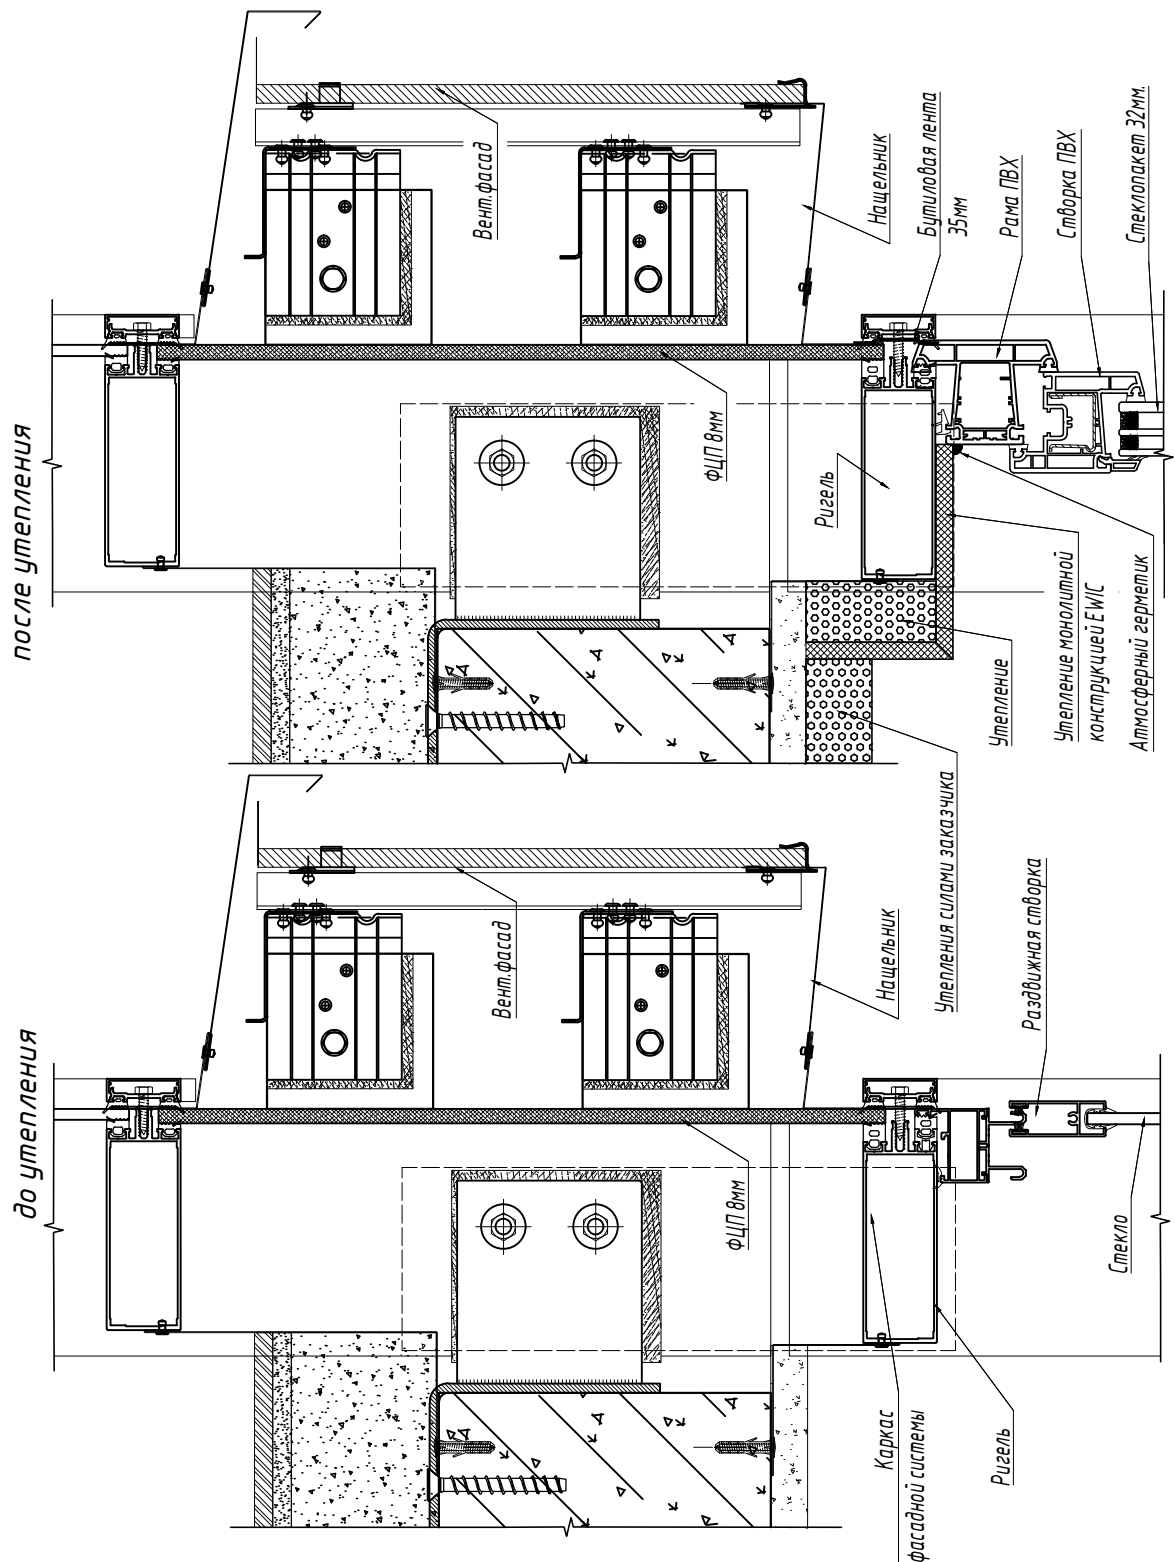 до утепления
Вент.фасад
Нащельник
ФЦП 8мм
Раздвижная створка
Стекло
Каркас
фасадной системы
Ригель
после утепления
Вент.фасад
Нащельник
Бутиловая лента
35мм
Рама ПВХ
Створка ПВХ
Стеклопакет 32мм.
ФЦП 8мм
Ригель
Утепления силами заказчика
Утепление
Утепление монолитной
конструкцией EWIC
Атмосферный герметик